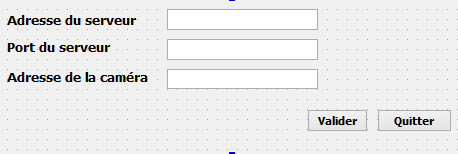 Adresse du serveur
Port du serveur
Adresse de la caméra
Valider Quitter